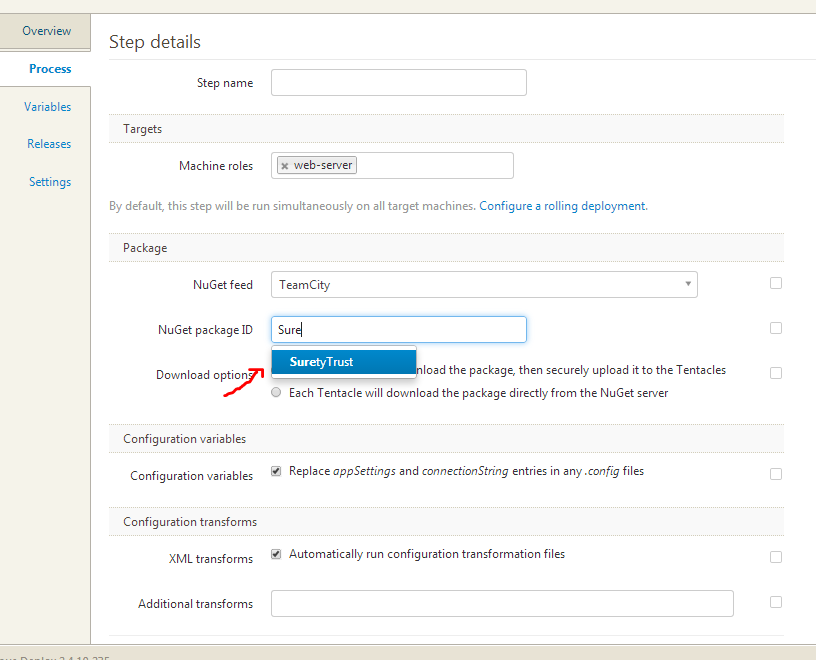 Overview
Step details
Process
Step name
Variables
Targets
Releases
Machine roles
× web-server
Settings
By default, this step will be run simultaneously on all target machines. Configure a rolling deployment.
Package
NuGet feed
TeamCity
NuGet package ID
Sure
SuretyTrust
Download options
nload the package, then securely upload it to the Tentacles
Each Tentacle will download the package directly from the NuGet server
Configuration variables
Configuration variables
Replace appSettings and connectionString entries in any .config files
Configuration transforms
XML transforms
Automatically run configuration transformation files
Additional transforms